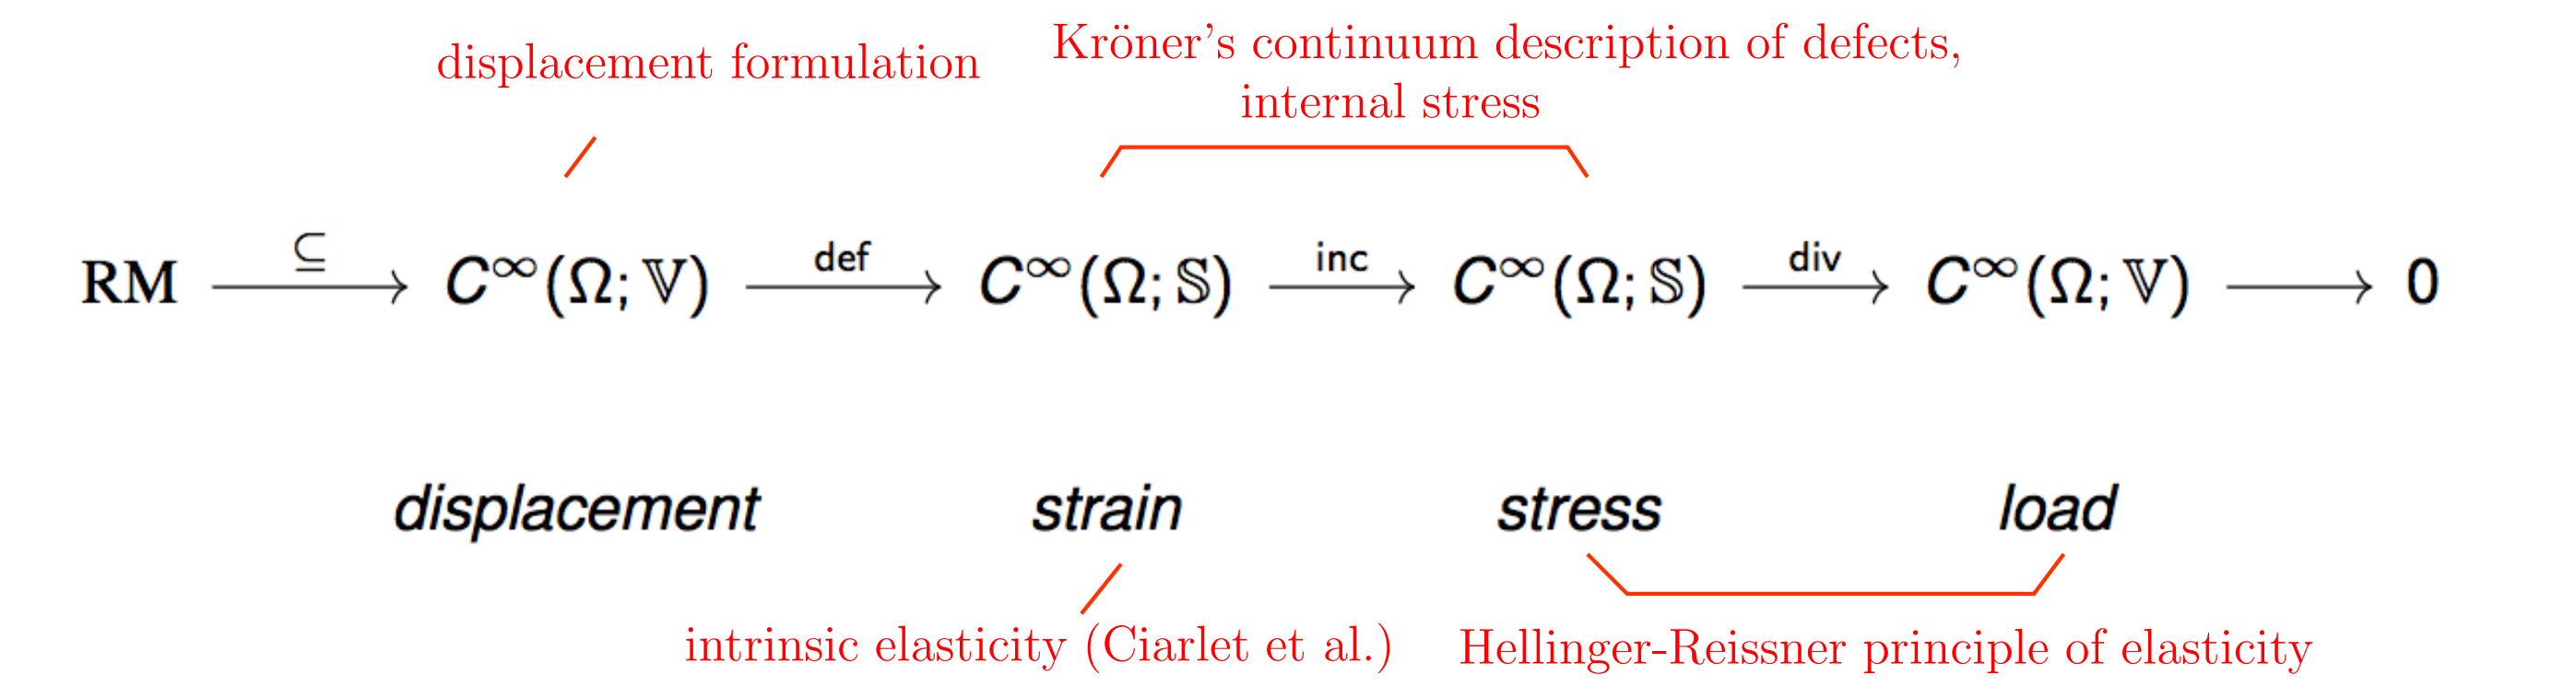 displacement formulation
Kröner's continuum description of defects,
internal stress
RM ⊆⟶ C^∞(Ω; 𝕍) def⟶ C^∞(Ω; 𝕊) inc⟶ C^∞(Ω; 𝕊) div⟶ C^∞(Ω; 𝕍) ⟶ 0
displacement strain stress load
intrinsic elasticity (Ciarlet et al.) Hellinger-Reissner principle of elasticity